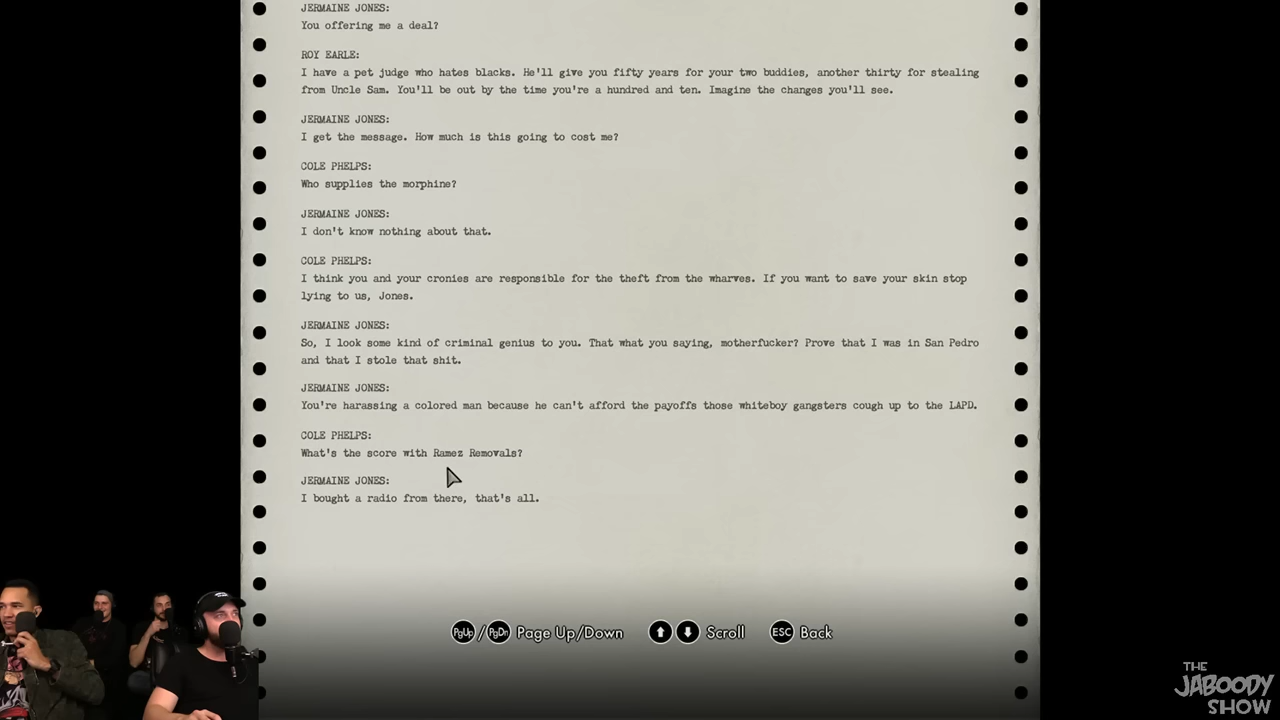 JERMAINE JONES:
You offering me a deal?
ROY EARLE:
I have a pet judge who hates blacks. He'll give you fifty years for your two buddies, another thirty for stealing
from Uncle Sam. You'll be out by the time you're a hundred and ten. Imagine the changes you'll see.
JERMAINE JONES:
I get the message. How much is this going to cost me?
COLE PHELPS:
Who supplies the morphine?
JERMAINE JONES:
I don't know nothing about that.
COLE PHELPS:
I think you and your cronies are responsible for the theft from the wharves. If you want to save your skin stop
lying to us, Jones.
JERMAINE JONES:
So, I look some kind of criminal genius to you. That what you saying, motherfucker? Prove that I was in San Pedro
and that I stole that shit.
JERMAINE JONES:
You're harassing a colored man because he can't afford the payoffs those whiteboy gangsters cough up to the LAPD.
COLE PHELPS:
What's the score with Ramez Removals?
JERMAINE JONES:
I bought a radio from there, that's all.
PgUp / PgDn Page Up/Down Scroll ESC Back
THE
JABOODY
SHOW